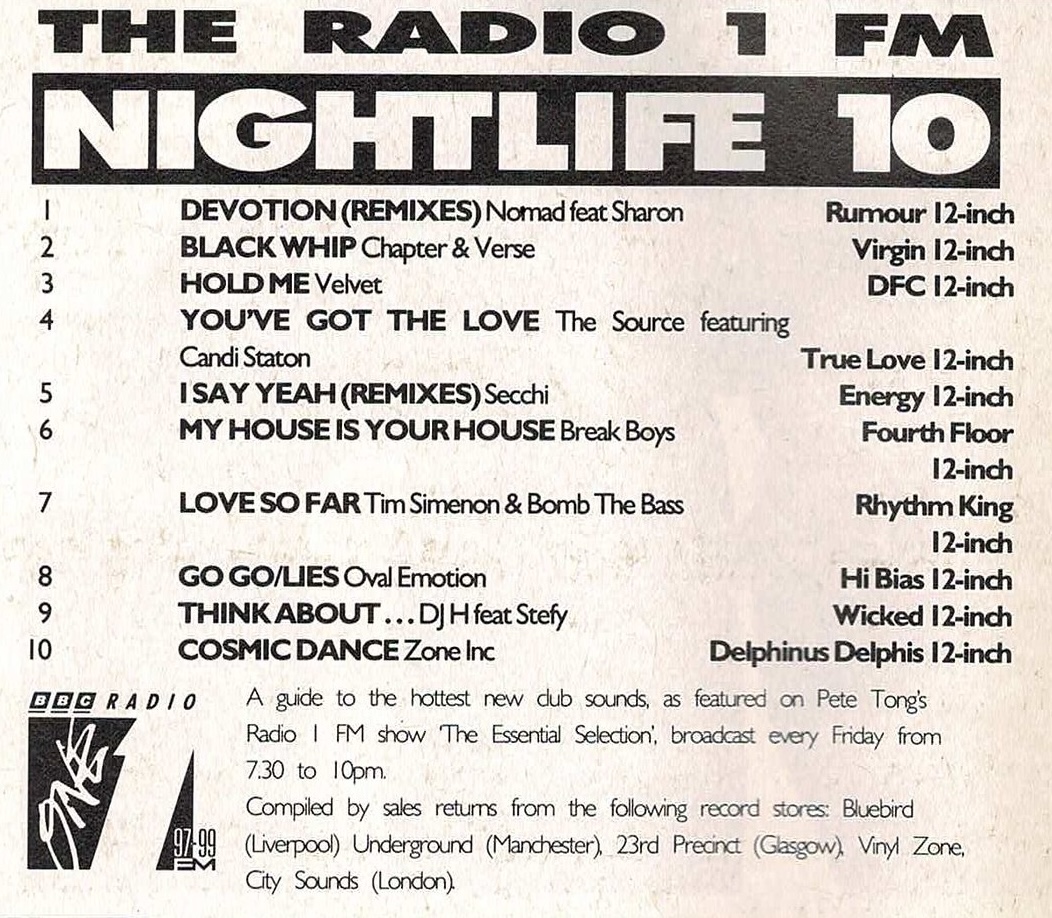 THE RADIO 1 FM
NIGHTLIFE 10
1 DEVOTION (REMIXES) Nomad feat Sharon Rumour 12-inch
2 BLACK WHIP Chapter & Verse Virgin 12-inch
3 HOLD ME Velvet DFC 12-inch
4 YOU'VE GOT THE LOVE The Source featuring
Candi Staton True Love 12-inch
5 I SAY YEAH (REMIXES) Secchi Energy 12-inch
6 MY HOUSE IS YOUR HOUSE Break Boys Fourth Floor
12-inch
7 LOVE SO FAR Tim Simenon & Bomb The Bass Rhythm King
12-inch
8 GO GO/LIES Oval Emotion Hi Bias 12-inch
9 THINK ABOUT... DJ H feat Stefy Wicked 12-inch
10 COSMIC DANCE Zone Inc Delphinus Delphis 12-inch
BBC RADIO
ONE 1
97-99
FM
A guide to the hottest new club sounds, as featured on Pete Tong's
Radio 1 FM show 'The Essential Selection', broadcast every Friday from
7.30 to 10pm.
Compiled by sales returns from the following record stores: Bluebird
(Liverpool) Underground (Manchester), 23rd Precinct (Glasgow), Vinyl Zone,
City Sounds (London).